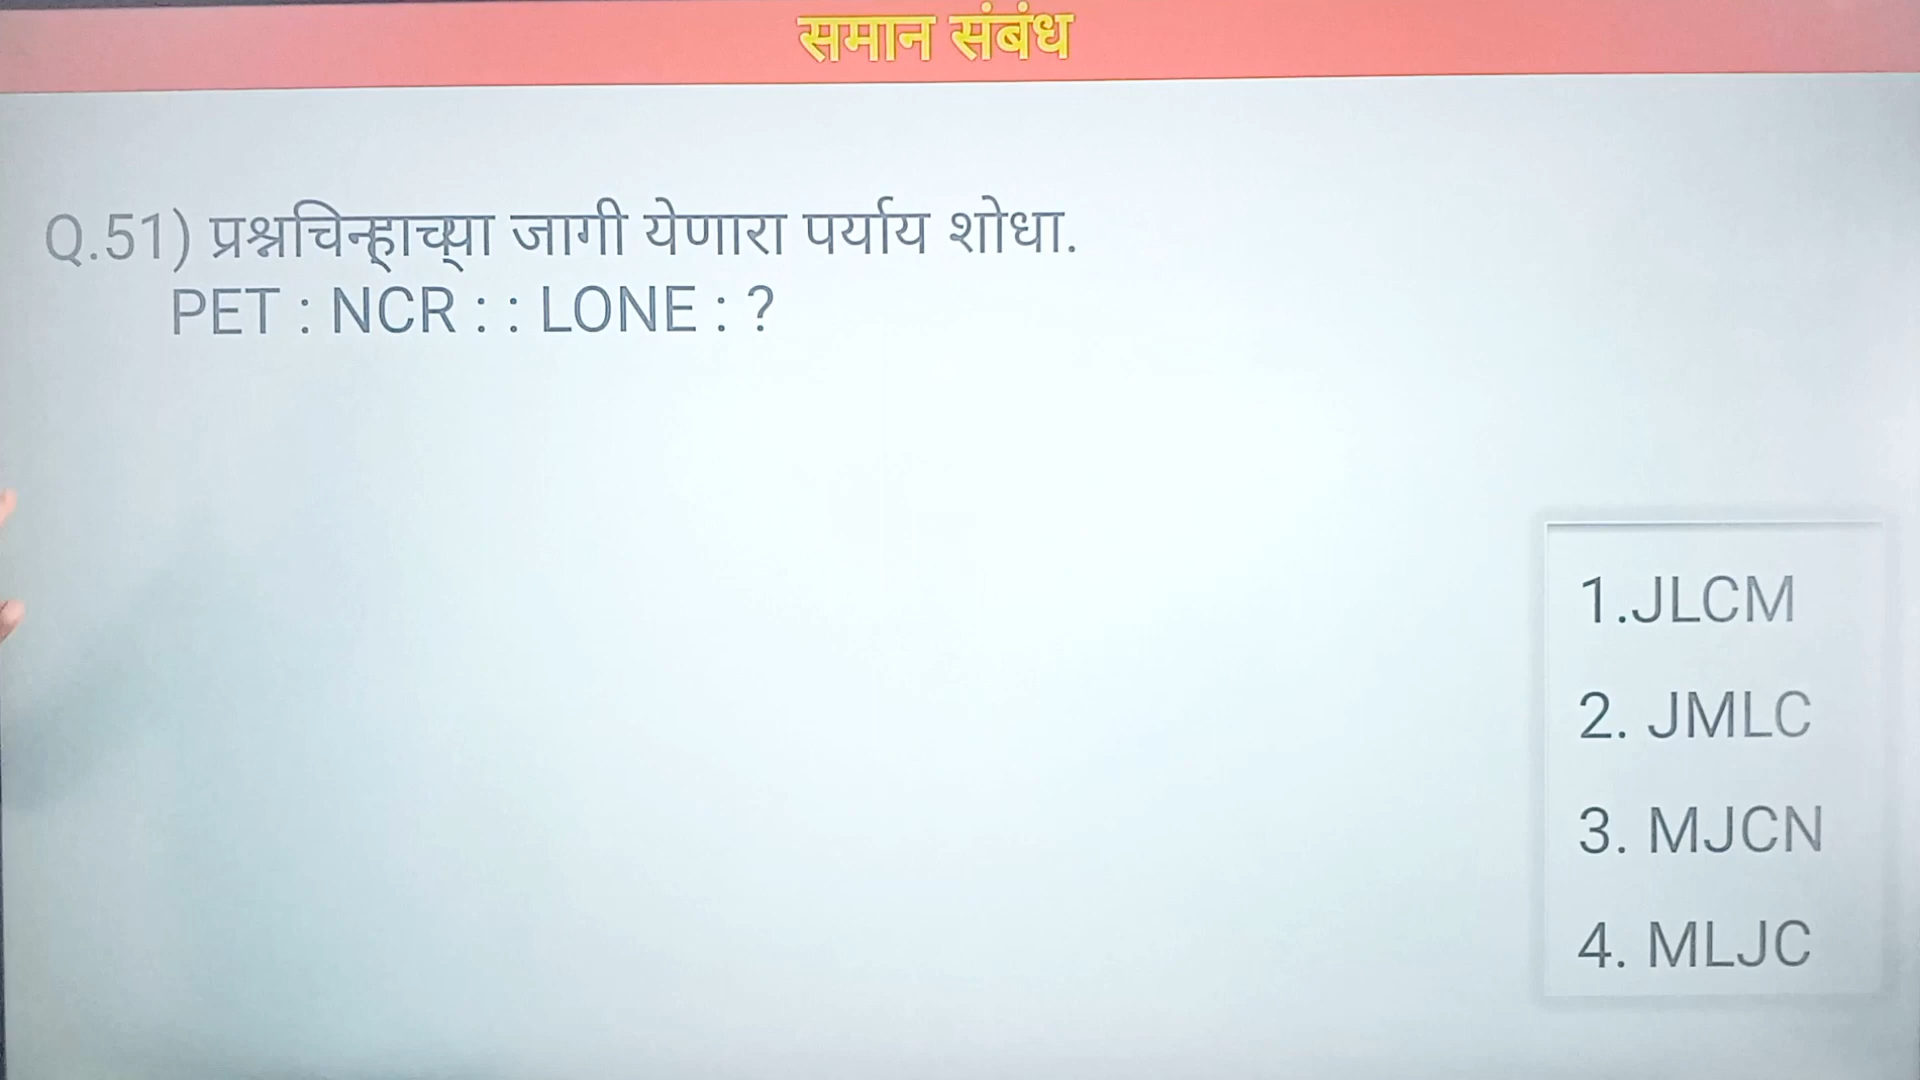 समान संबंध
Q.51) प्रश्नचिन्हाच्या जागी येणारा पर्याय शोधा.
PET : NCR : : LONE : ?
1.JLCM
2. JMLC
3. MJCN
4. MLJC